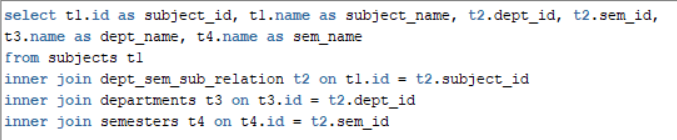 select t1.id as subject_id, t1.name as subject_name, t2.dept_id, t2.sem_id,
t3.name as dept_name, t4.name as sem_name
from subjects t1
inner join dept_sem_sub_relation t2 on t1.id = t2.subject_id
inner join departments t3 on t3.id = t2.dept_id
inner join semesters t4 on t4.id = t2.sem_id